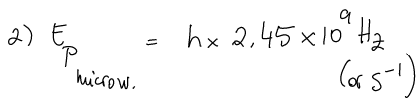 2) E_P microw. = h × 2,45 × 10^9 Hz
(or s^-1)